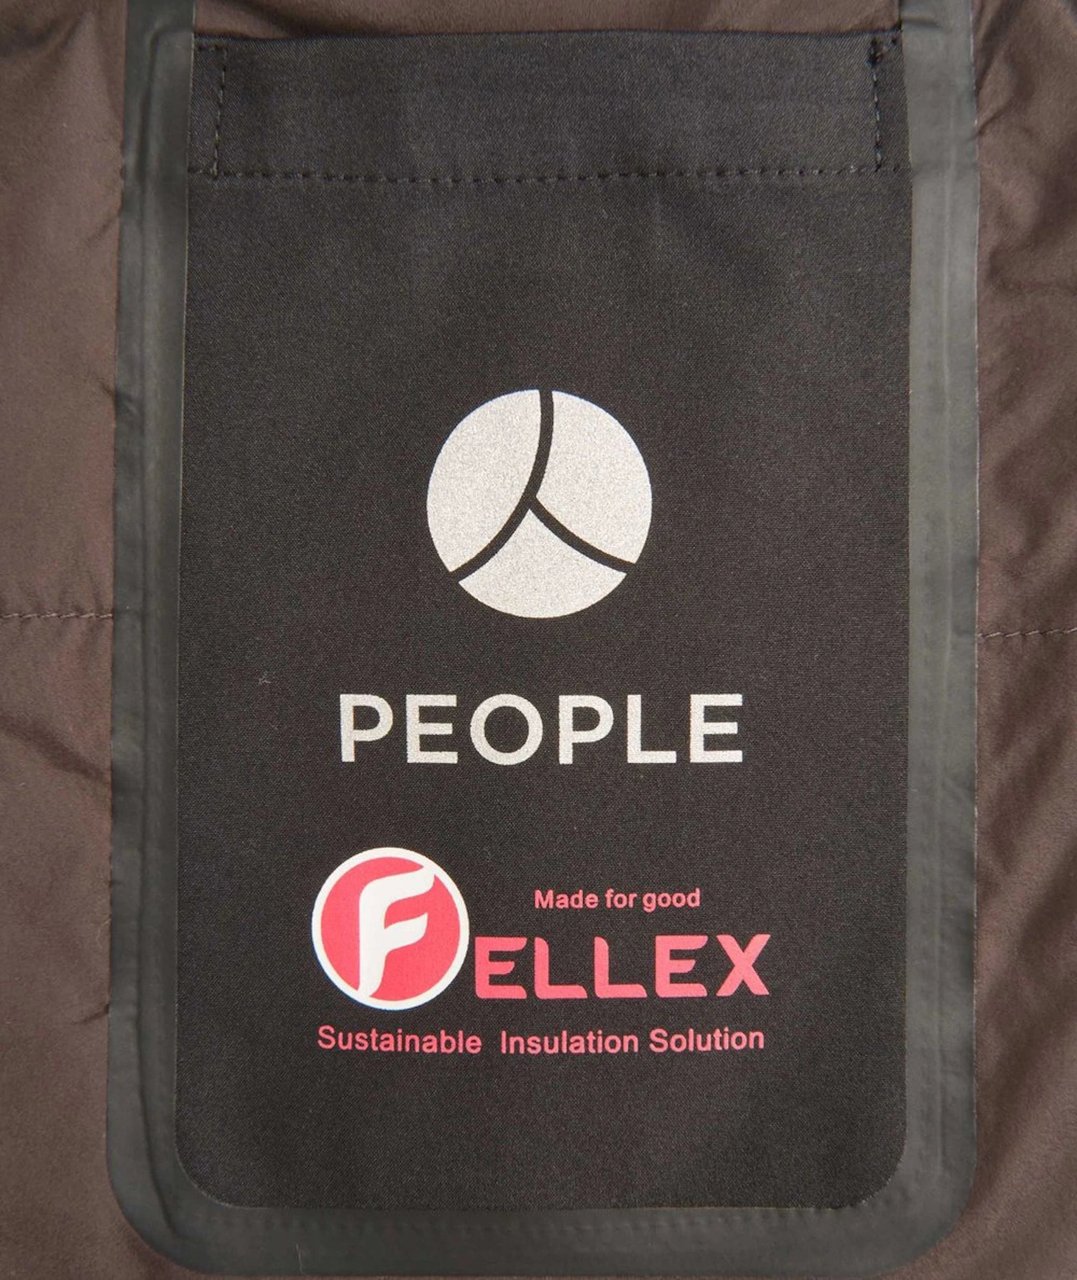 PEOPLE
Made for good
FELLEX
Sustainable Insulation Solution